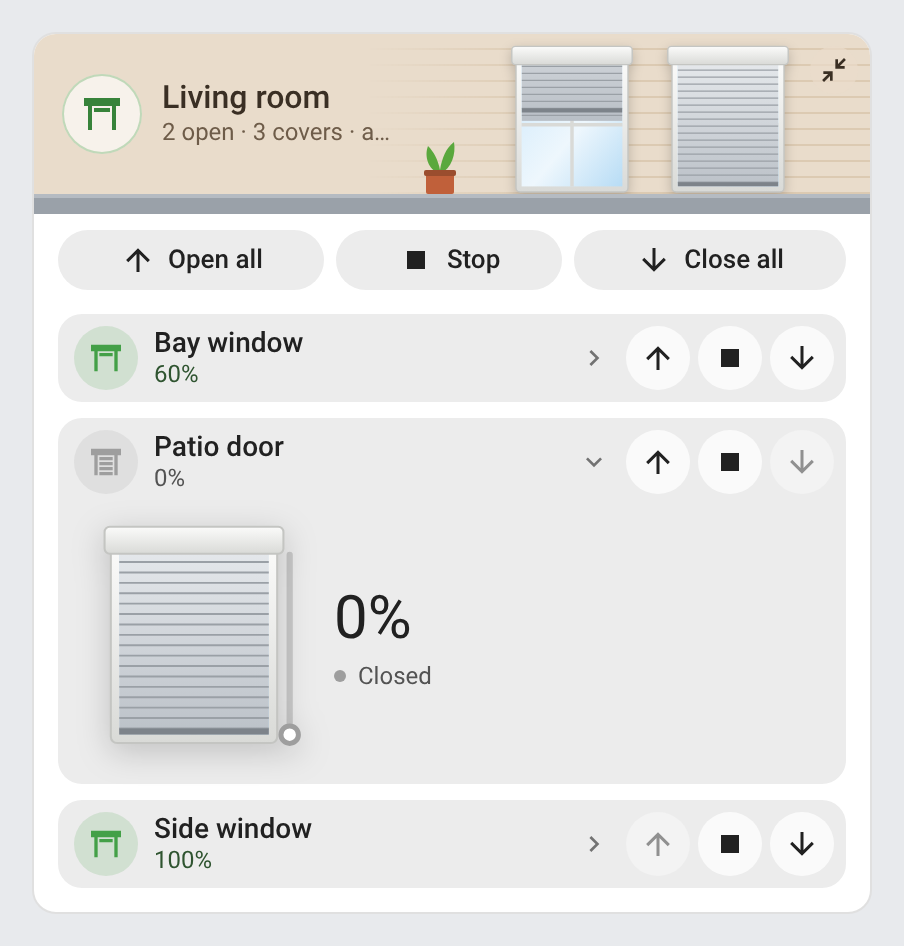 Living room
2 open · 3 covers · a…
Open all
Stop
Close all
Bay window
60%
Patio door
0%
0%
Closed
Side window
100%